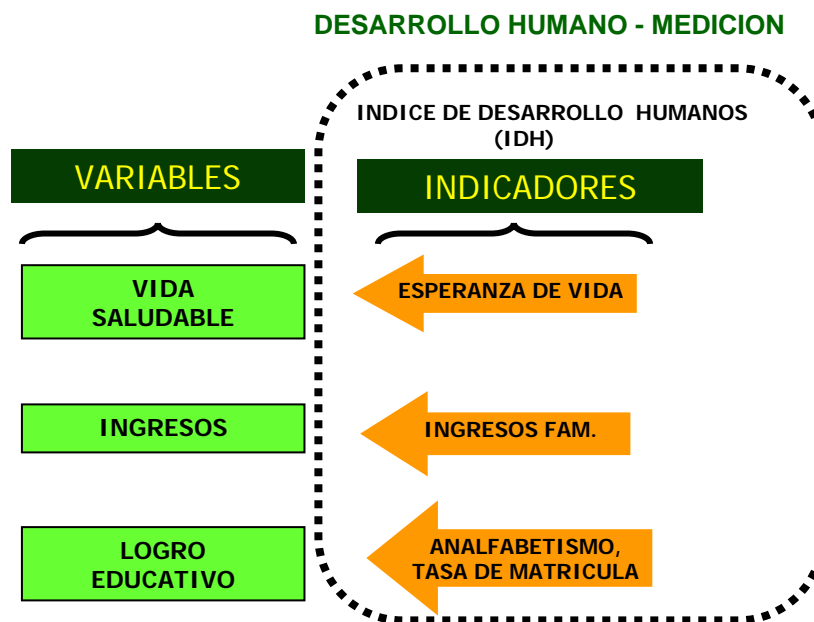 DESARROLLO HUMANO - MEDICION
INDICE DE DESARROLLO HUMANOS
(IDH)
VARIABLES
INDICADORES
VIDA
SALUDABLE
ESPERANZA DE VIDA
INGRESOS
INGRESOS FAM.
LOGRO
EDUCATIVO
ANALFABETISMO,
TASA DE MATRICULA